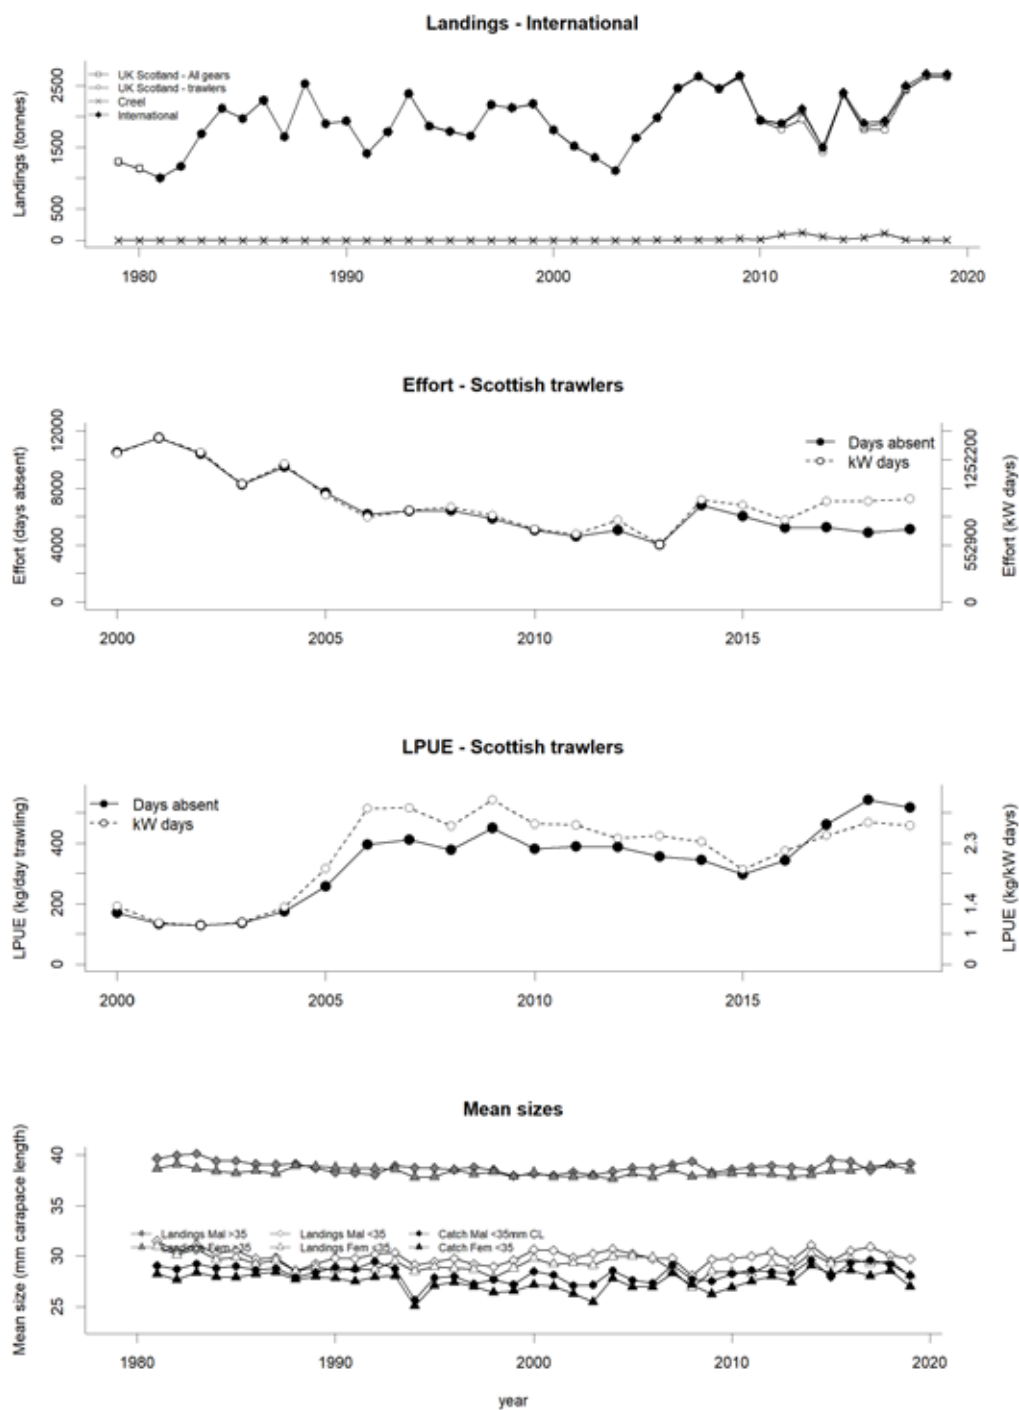 Landings - International
Landings (tonnes)
0 500 1500 2500
UK Scotland - All gears
UK Scotland - trawlers
Creel
International
1980 1990 2000 2010 2020
Effort - Scottish trawlers
Effort (days absent)
0 4000 8000 12000
Days absent
kW days
0 552900 1252200
Effort (kW days)
2000 2005 2010 2015
LPUE - Scottish trawlers
LPUE (kg/day trawling)
0 200 400
Days absent
kW days
0 1 1.4 2.3
LPUE (kg/kW days)
2000 2005 2010 2015
Mean sizes
Mean size (mm carapace length)
25 30 35 40
Landings Mal >35 Landings Mal <35 Catch Mal <35mm CL
Landings Fem >35 Landings Fem <35 Catch Fem <35
1980 1990 2000 2010 2020
year